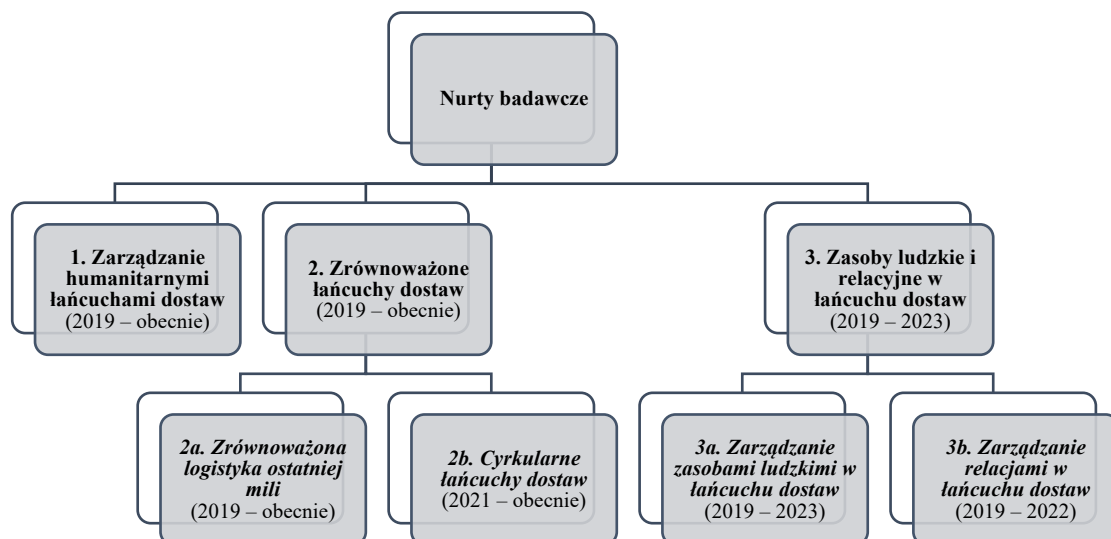 Nurty badawcze
1. Zarządzanie
humanitarnymi
łańcuchami dostaw
(2019 – obecnie)
2. Zrównoważone
łańcuchy dostaw
(2019 – obecnie)
3. Zasoby ludzkie i
relacyjne w
łańcuchu dostaw
(2019 – 2023)
2a. Zrównoważona
logistyka ostatniej
mili
(2019 – obecnie)
2b. Cyrkularne
łańcuchy dostaw
(2021 – obecnie)
3a. Zarządzanie
zasobami ludzkimi w
łańcuchu dostaw
(2019 – 2023)
3b. Zarządzanie
relacjami w
łańcuchu dostaw
(2019 – 2022)